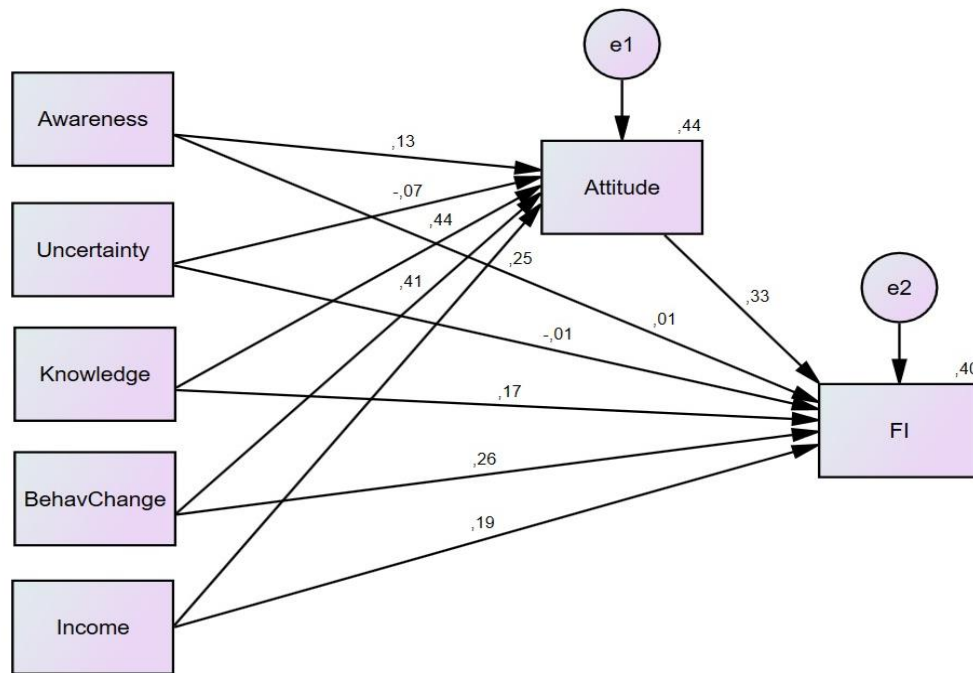 e1
Awareness
,13
,44
Attitude
-,07
Uncertainty
,44
,25
,41
e2
,33
-,01
,01
Knowledge
,40
,17
FI
BehavChange
,26
,19
Income